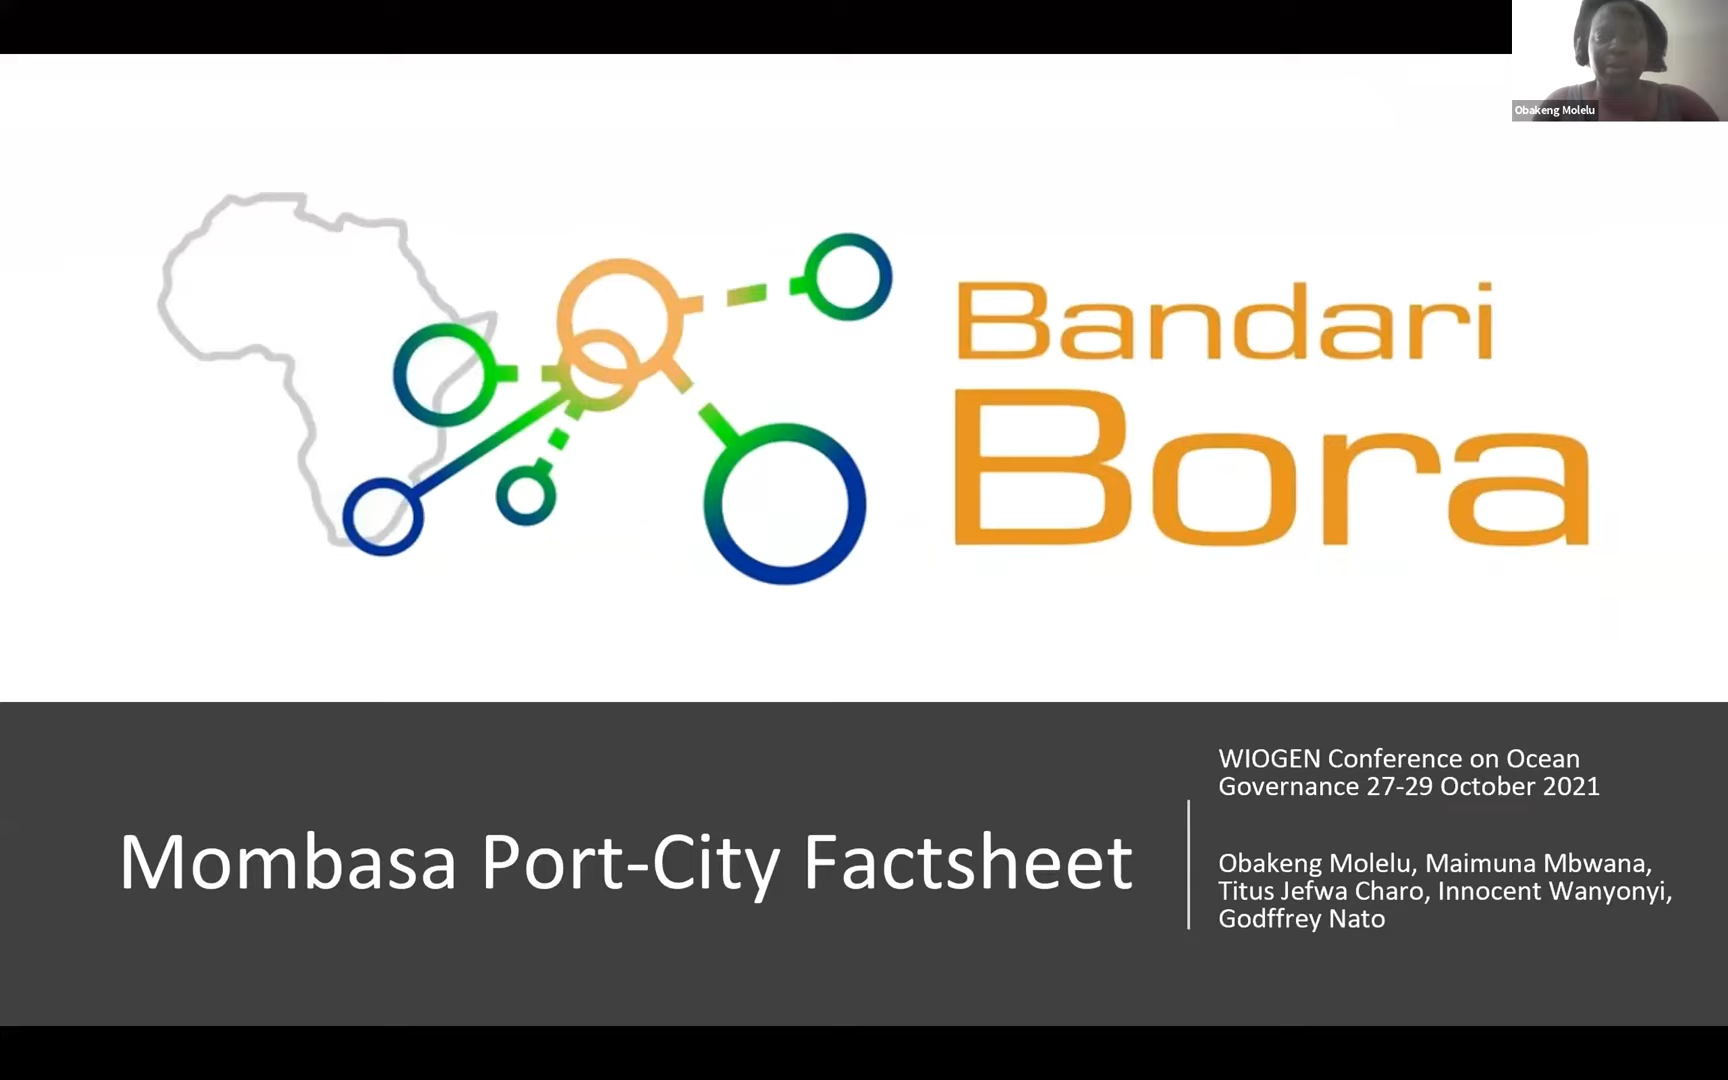 Obakeng Molelu
Bandari
Bora
Mombasa Port-City Factsheet
WIOGEN Conference on Ocean
Governance 27-29 October 2021
Obakeng Molelu, Maimuna Mbwana,
Titus Jefwa Charo, Innocent Wanyonyi,
Godffrey Nato